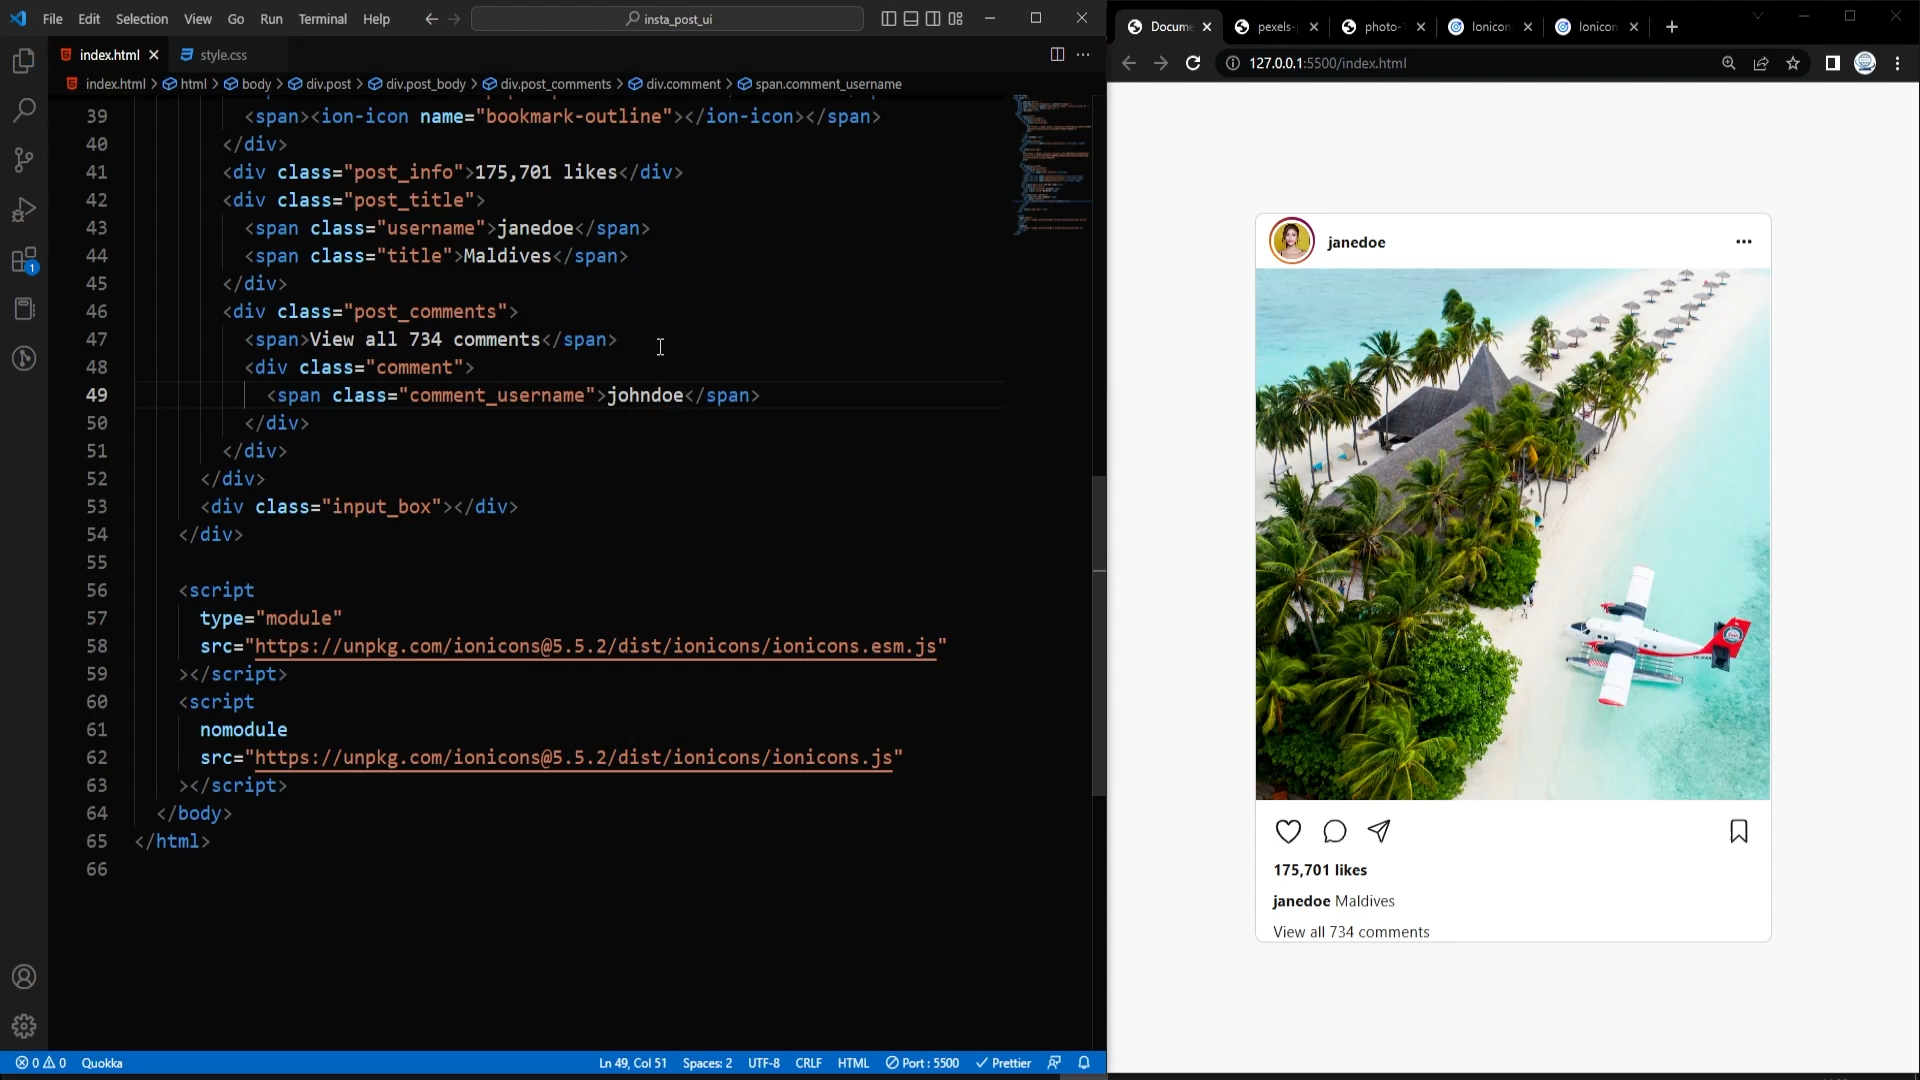 File Edit Selection View Go Run Terminal Help
insta_post_ui
index.html
style.css
index.html > html > body > div.post > div.post_body > div.post_comments > div.comment > span.comment_username
39 <span><ion-icon name="bookmark-outline"></ion-icon></span>
40 </div>
41 <div class="post_info">175,701 likes</div>
42 <div class="post_title">
43 <span class="username">janedoe</span>
44 <span class="title">Maldives</span>
45 </div>
46 <div class="post_comments">
47 <span>View all 734 comments</span>
48 <div class="comment">
49 <span class="comment_username">johndoe</span>
50 </div>
51 </div>
52 </div>
53 <div class="input_box"></div>
54 </div>
55
56 <script
57 type="module"
58 src="https://unpkg.com/ionicons@5.5.2/dist/ionicons/ionicons.esm.js"
59 ></script>
60 <script
61 nomodule
62 src="https://unpkg.com/ionicons@5.5.2/dist/ionicons/ionicons.js"
63 ></script>
64 </body>
65 </html>
66
1
0 0 Quokka
Ln 49, Col 51 Spaces: 2 UTF-8 CRLF HTML Port : 5500 Prettier
Docume
pexels-
photo-
Ionicon
Ionicon
127.0.0.1:5500/index.html
janedoe
175,701 likes
janedoe Maldives
View all 734 comments